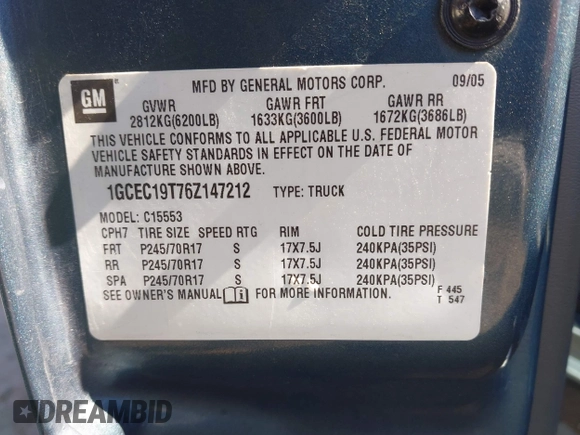 GM
MFD BY GENERAL MOTORS CORP. 09/05
GVWR GAWR FRT GAWR RR
2812KG(6200LB) 1633KG(3600LB) 1672KG(3686LB)
THIS VEHICLE CONFORMS TO ALL APPLICABLE U.S. FEDERAL MOTOR
VEHICLE SAFETY STANDARDS IN EFFECT ON THE DATE OF
MANUFACTURE SHOWN ABOVE.
1GCEC19T76Z147212 TYPE: TRUCK
MODEL: C15553
CPH7 TIRE SIZE SPEED RTG RIM COLD TIRE PRESSURE
FRT P245/70R17 S 17X7.5J 240KPA(35PSI)
RR P245/70R17 S 17X7.5J 240KPA(35PSI)
SPA P245/70R17 S 17X7.5J 240KPA(35PSI)
SEE OWNER'S MANUAL FOR MORE INFORMATION.
F 445
T 547
DREAMBID